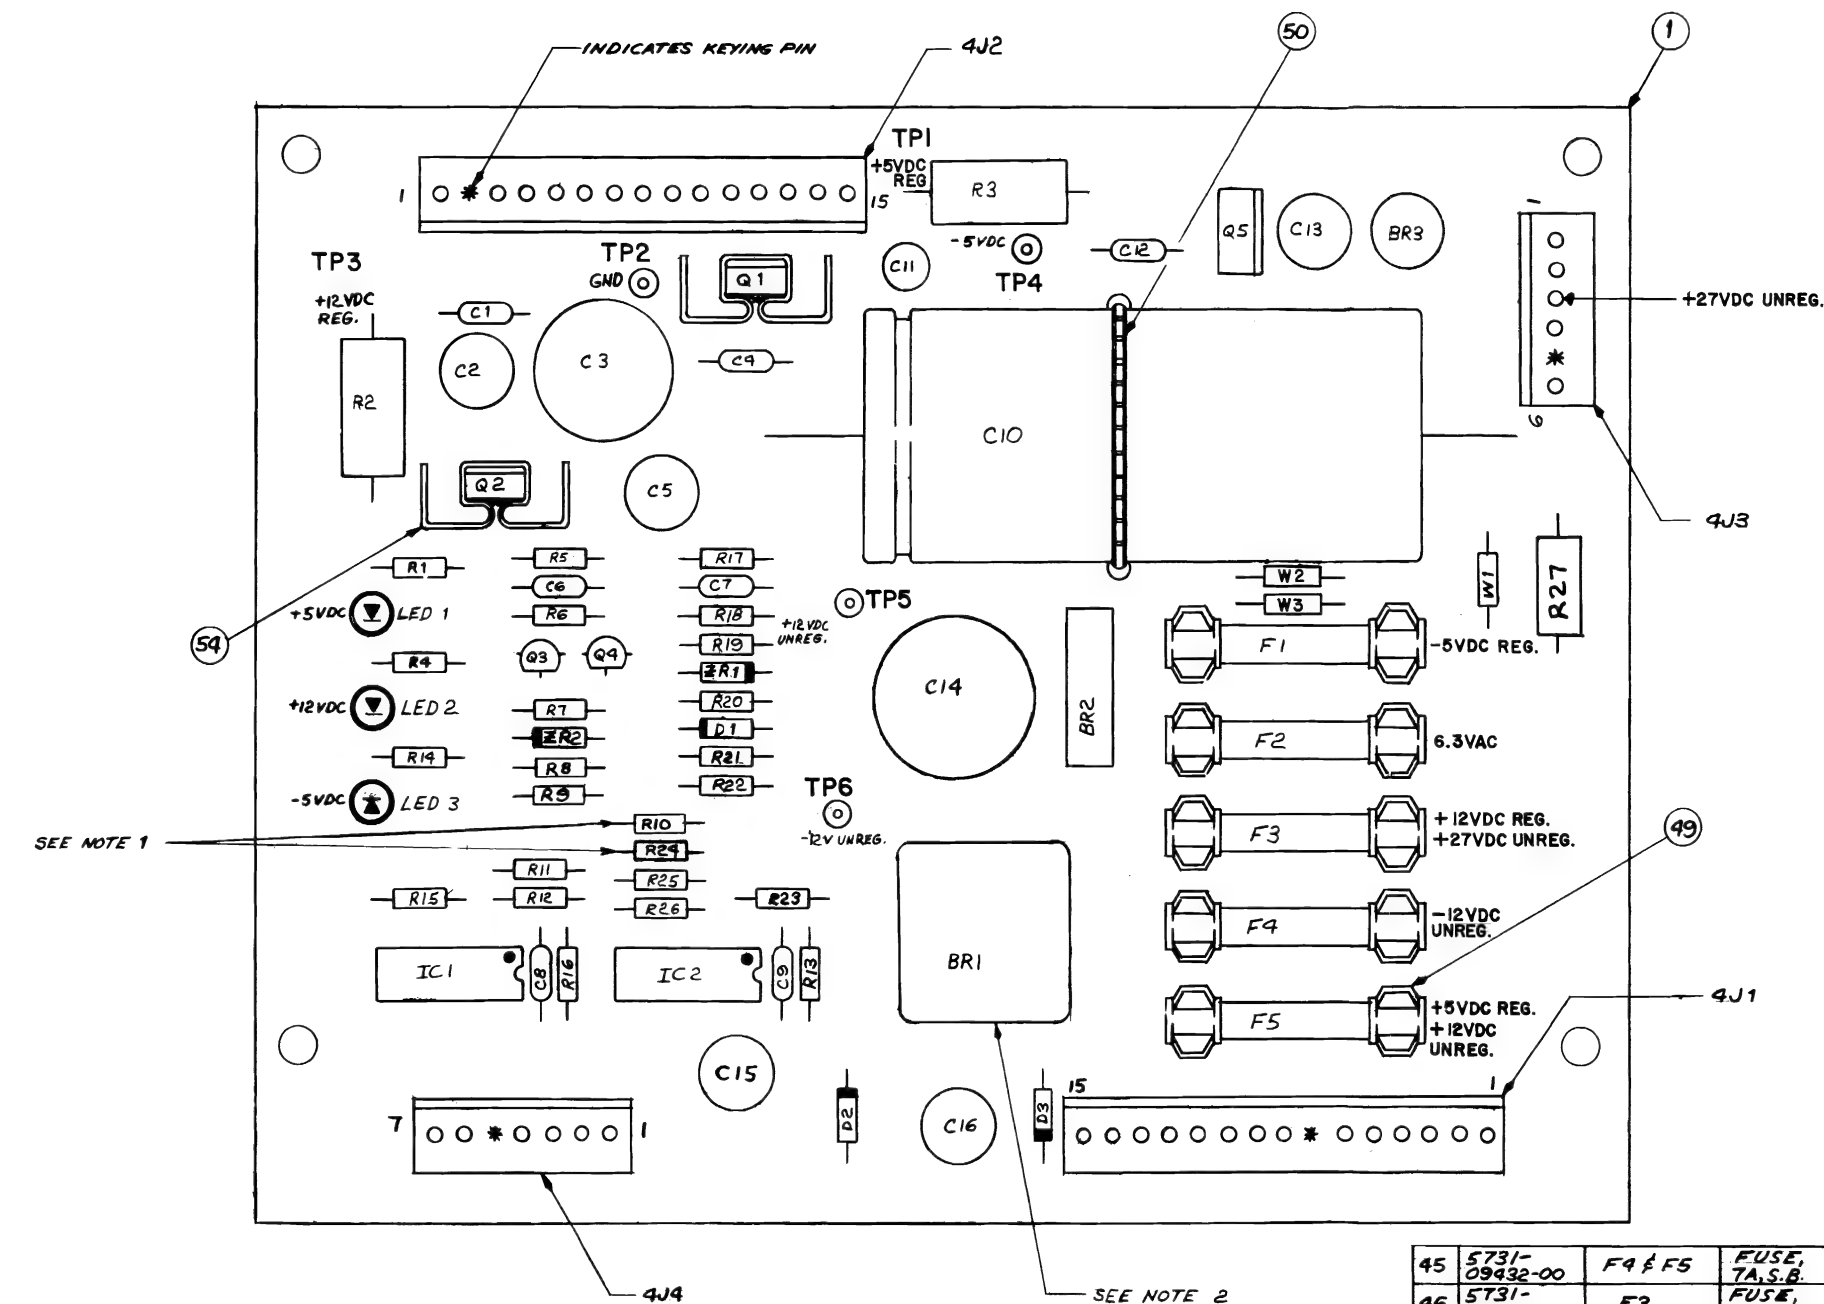 INDICATES KEYING PIN
4J2
50
1
TP1
+5VDC
REG
1
15
R3
-5VDC
TP4
C11
C12
Q5
C13
BR3
1
+27VDC UNREG.
6
4J3
TP3
+12VDC
REG.
TP2
GND
Q1
C1
C2
C3
C4
R2
C10
Q2
C5
54
R1
R5
R17
C6
C7
+5VDC
LED 1
R6
R18
+12VDC
UNREG.
TP5
R19
R4
Q3
Q4
ZR1
R20
+12VDC
LED 2
R7
D1
ZR2
R14
R8
R21
R9
R22
-5VDC
LED 3
TP6
-12V UNREG.
C14
BR2
W2
W3
W1
R27
F1
-5VDC REG.
F2
6.3VAC
F3
+12VDC REG.
+27VDC UNREG.
49
F4
-12VDC
UNREG.
F5
+5VDC REG.
+12VDC
UNREG.
4J1
SEE NOTE 1
R10
R24
R11
R25
R15
R12
R26
R23
IC1
C8
R16
IC2
C9
R13
BR1
C15
D2
C16
D3
15
1
7
1
4J4
SEE NOTE 2
45 5731-09432-00 F4 & F5 FUSE, 7A, S.B.
46 5731- F3 FUSE,